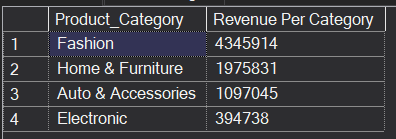 Product_Category Revenue Per Category
1 Fashion 4345914
2 Home & Furniture 1975831
3 Auto & Accessories 1097045
4 Electronic 394738